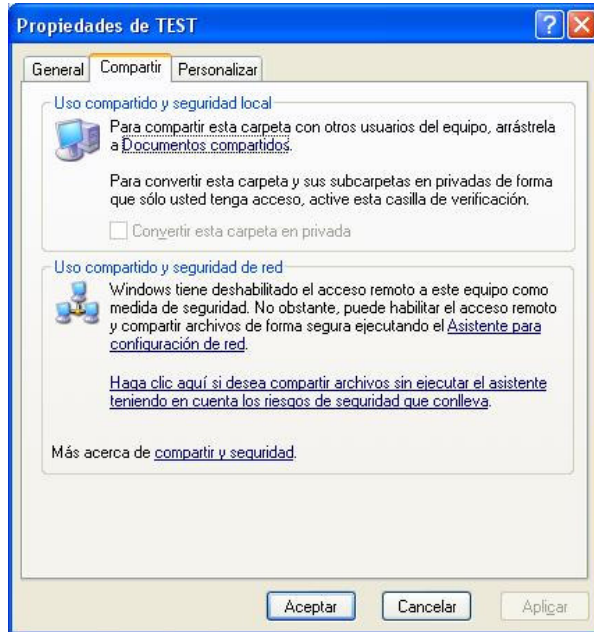 Propiedades de TEST
General Compartir Personalizar
Uso compartido y seguridad local
Para compartir esta carpeta con otros usuarios del equipo, arrástrela
a Documentos compartidos.
Para convertir esta carpeta y sus subcarpetas en privadas de forma
que sólo usted tenga acceso, active esta casilla de verificación.
Convertir esta carpeta en privada
Uso compartido y seguridad de red
Windows tiene deshabilitado el acceso remoto a este equipo como
medida de seguridad. No obstante, puede habilitar el acceso remoto
y compartir archivos de forma segura ejecutando el Asistente para
configuración de red.
Haga clic aquí si desea compartir archivos sin ejecutar el asistente
teniendo en cuenta los riesgos de seguridad que conlleva.
Más acerca de compartir y seguridad.
Aceptar Cancelar Aplicar